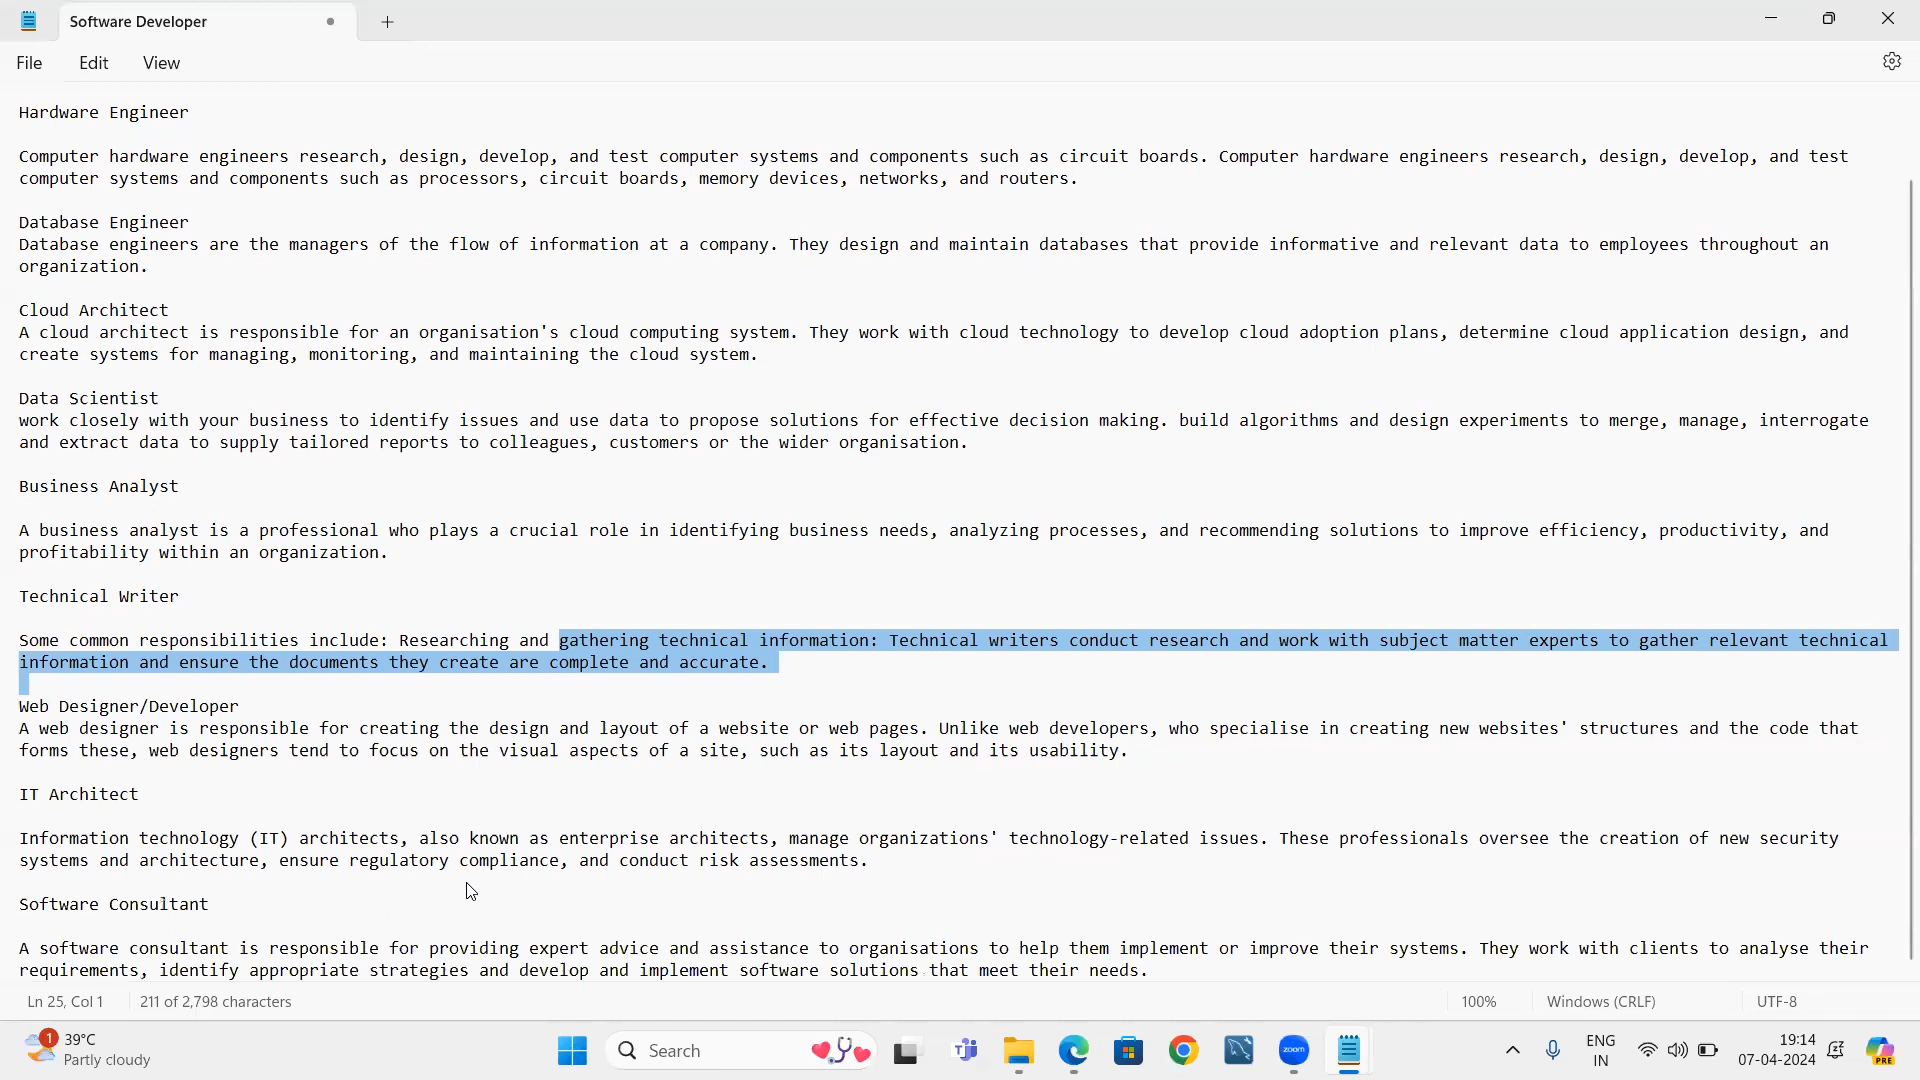 Software Developer
File Edit View
Hardware Engineer
Computer hardware engineers research, design, develop, and test computer systems and components such as circuit boards. Computer hardware engineers research, design, develop, and test
computer systems and components such as processors, circuit boards, memory devices, networks, and routers.
Database Engineer
Database engineers are the managers of the flow of information at a company. They design and maintain databases that provide informative and relevant data to employees throughout an
organization.
Cloud Architect
A cloud architect is responsible for an organisation's cloud computing system. They work with cloud technology to develop cloud adoption plans, determine cloud application design, and
create systems for managing, monitoring, and maintaining the cloud system.
Data Scientist
work closely with your business to identify issues and use data to propose solutions for effective decision making. build algorithms and design experiments to merge, manage, interrogate
and extract data to supply tailored reports to colleagues, customers or the wider organisation.
Business Analyst
A business analyst is a professional who plays a crucial role in identifying business needs, analyzing processes, and recommending solutions to improve efficiency, productivity, and
profitability within an organization.
Technical Writer
Some common responsibilities include: Researching and gathering technical information: Technical writers conduct research and work with subject matter experts to gather relevant technical
information and ensure the documents they create are complete and accurate.
Web Designer/Developer
A web designer is responsible for creating the design and layout of a website or web pages. Unlike web developers, who specialise in creating new websites' structures and the code that
forms these, web designers tend to focus on the visual aspects of a site, such as its layout and its usability.
IT Architect
Information technology (IT) architects, also known as enterprise architects, manage organizations' technology-related issues. These professionals oversee the creation of new security
systems and architecture, ensure regulatory compliance, and conduct risk assessments.
Software Consultant
A software consultant is responsible for providing expert advice and assistance to organisations to help them implement or improve their systems. They work with clients to analyse their
requirements, identify appropriate strategies and develop and implement software solutions that meet their needs.
Ln 25, Col 1 211 of 2,798 characters 100% Windows (CRLF) UTF-8
1 39°C Search zoom ENG 19:14
Partly cloudy IN 07-04-2024 PRE